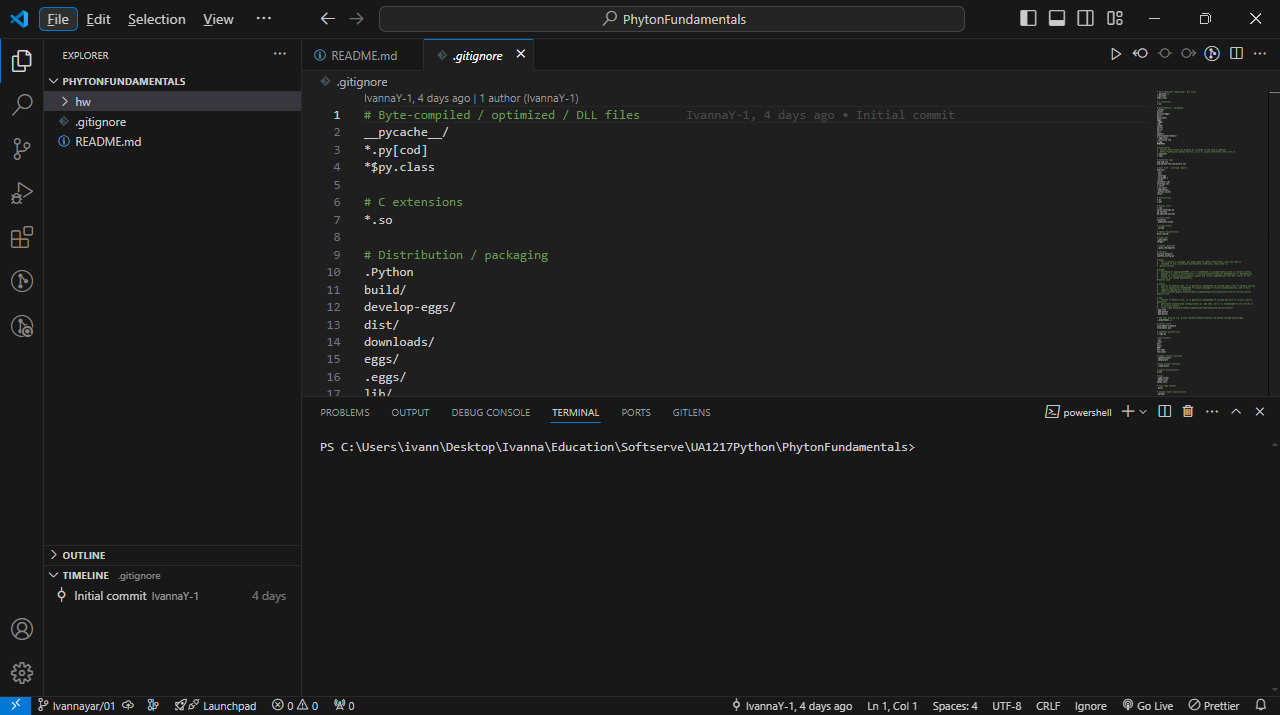 File Edit Selection View ··· PhytonFundamentals
EXPLORER ···
PHYTONFUNDAMENTALS
hw
.gitignore
README.md
README.md .gitignore
.gitignore
IvannaY-1, 4 days ago | 1 author (IvannaY-1)
1 # Byte-compiled / optimized / DLL files IvannaY-1, 4 days ago • Initial commit
2 __pycache__/
3 *.py[cod]
4 *$py.class
5
6 # C extensions
7 *.so
8
9 # Distribution / packaging
10 .Python
11 build/
12 develop-eggs/
13 dist/
14 downloads/
15 eggs/
16 .eggs/
17 lib/
PROBLEMS OUTPUT DEBUG CONSOLE TERMINAL PORTS GITLENS powershell
PS C:\Users\ivann\Desktop\Ivanna\Education\Softserve\UA1217Python\PhytonFundamentals>
OUTLINE
TIMELINE .gitignore
Initial commit IvannaY-1 4 days
Ivannayar/01 Launchpad 0 0 0 IvannaY-1, 4 days ago Ln 1, Col 1 Spaces: 4 UTF-8 CRLF Ignore Go Live Prettier